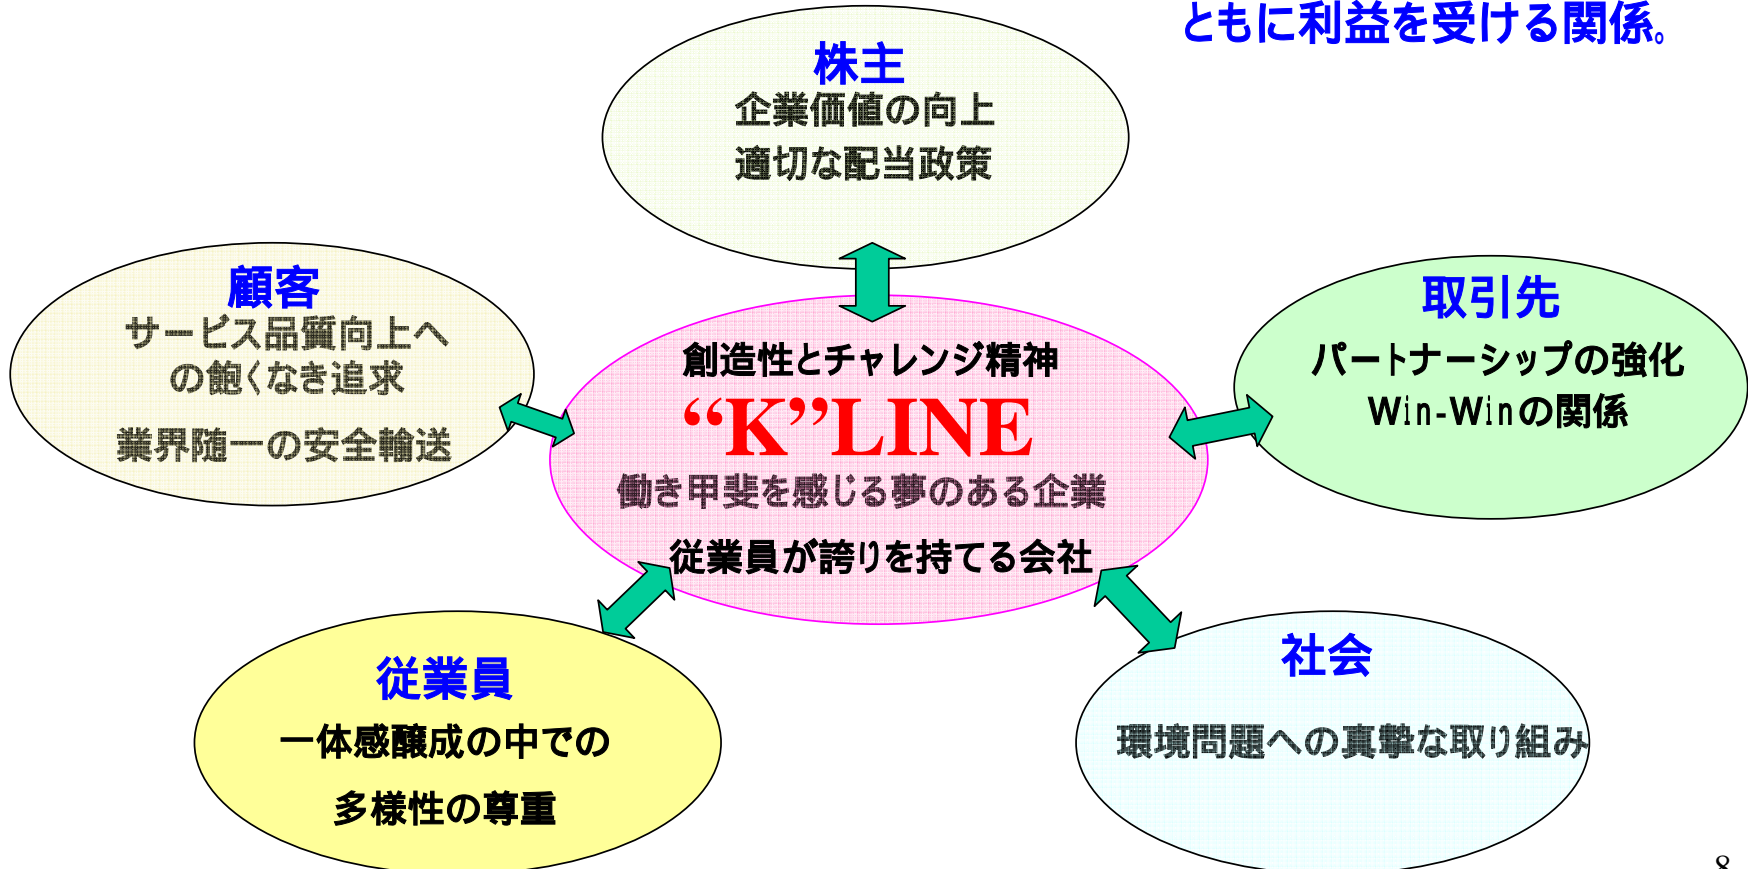 ともに利益を受ける関係。
株主
企業価値の向上
適切な配当政策
顧客
サービス品質向上へ
の飽くなき追求
業界随一の安全輸送
創造性とチャレンジ精神
“K”LINE
働き甲斐を感じる夢のある企業
従業員が誇りを持てる会社
取引先
パートナーシップの強化
Win-Winの関係
従業員
一体感醸成の中での
多様性の尊重
社会
環境問題への真摯な取り組み
8